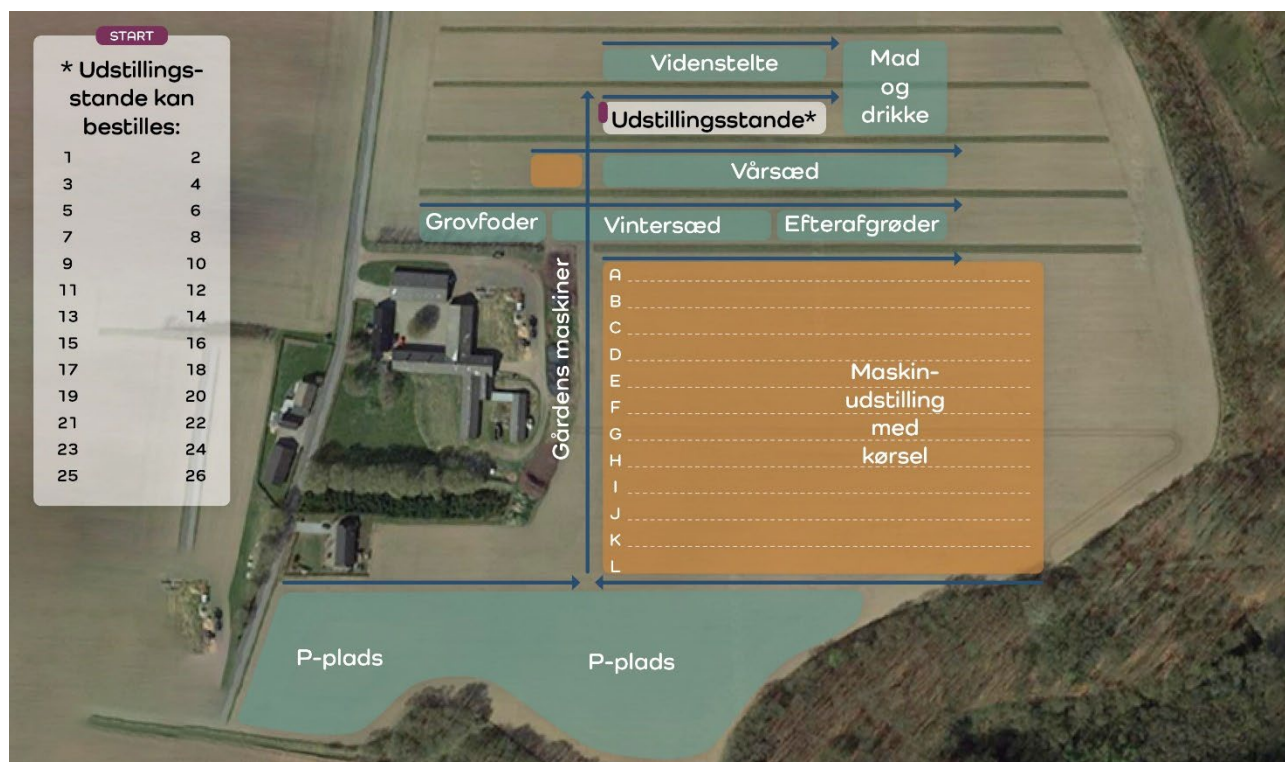 START
* Udstillings-
stande kan
bestilles:
1 2
3 4
5 6
7 8
9 10
11 12
13 14
15 16
17 18
19 20
21 22
23 24
25 26
Videnstelte
Mad
og
drikke
Udstillingsstande*
Vårsæd
Grovfoder
Vintersæd
Efterafgrøder
Gårdens maskiner
A
B
C
D
E
F
G
H
I
J
K
L
Maskin-
udstilling
med
kørsel
P-plads
P-plads